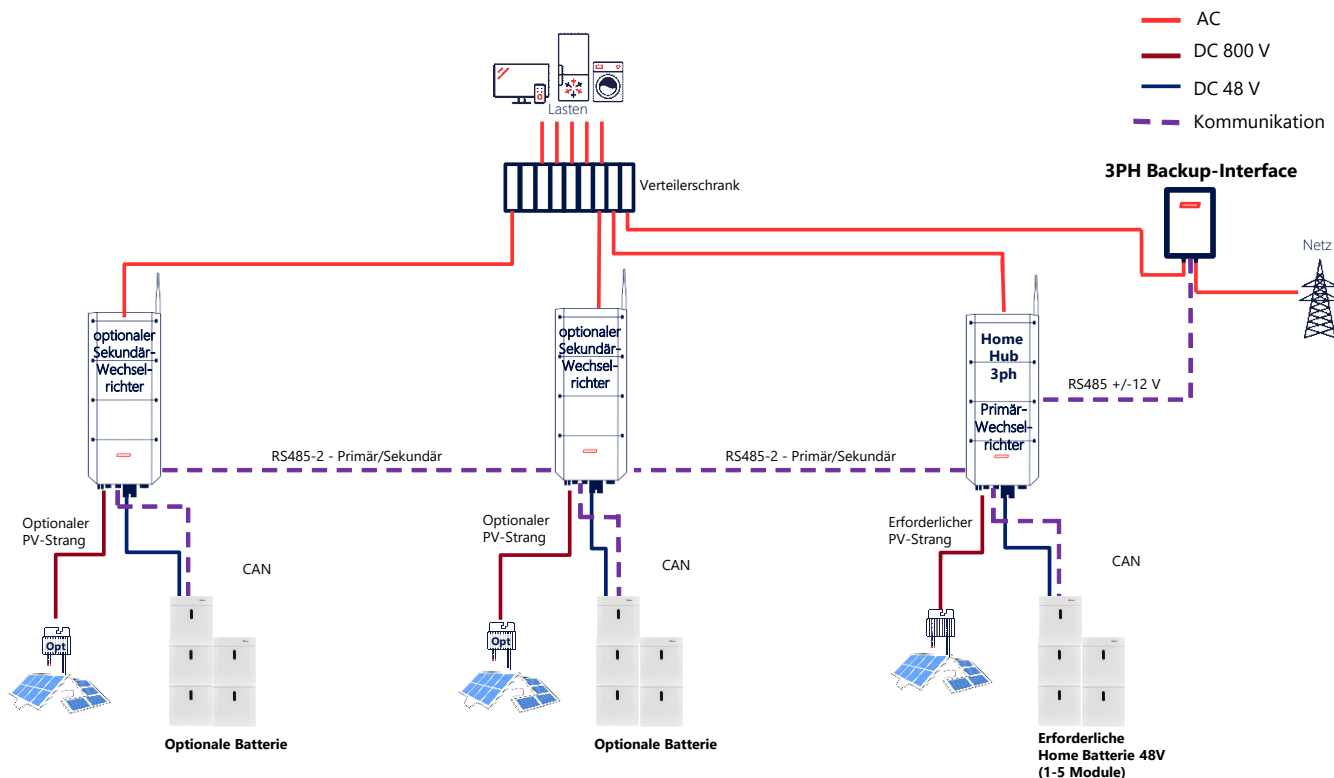 AC
DC 800 V
DC 48 V
Kommunikation
Lasten
Verteilerschrank
3PH Backup-Interface
Netz
optionaler
Sekundär-
Wechsel-
richter
optionaler
Sekundär-
Wechsel-
richter
Home
Hub
3ph
Primär-
Wechsel-
richter
RS485 +/-12 V
RS485-2 - Primär/Sekundär
RS485-2 - Primär/Sekundär
Optionaler
PV-Strang
CAN
Optionaler
PV-Strang
CAN
Erforderlicher
PV-Strang
CAN
Opt
Opt
Optionale Batterie
Optionale Batterie
Erforderliche
Home Batterie 48V
(1-5 Module)